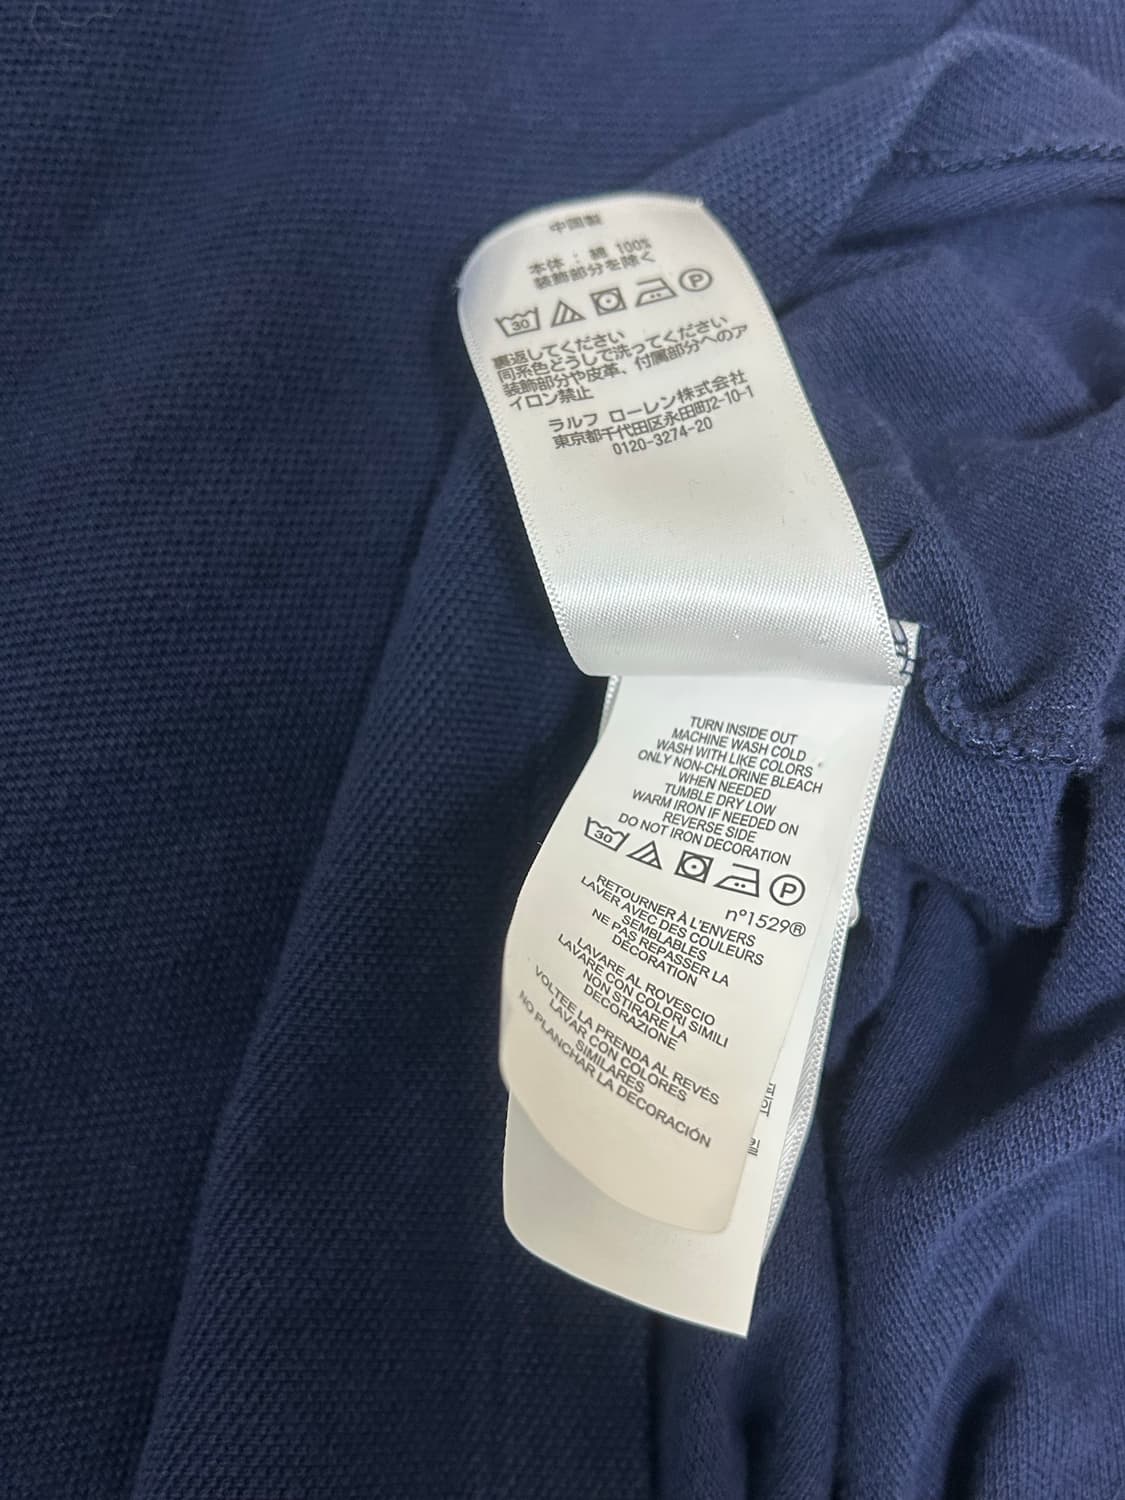 中国製
本体 : 綿 100%
装飾部分を除く
30
P
裏返してください
同系色どうしで洗ってください
装飾部分や皮革、付属部分へのア
イロン禁止
ラルフ ローレン株式会社
東京都千代田区永田町2-10-1
0120-3274-20
TURN INSIDE OUT
MACHINE WASH COLD
WASH WITH LIKE COLORS
ONLY NON-CHLORINE BLEACH
WHEN NEEDED
TUMBLE DRY LOW
WARM IRON IF NEEDED ON
REVERSE SIDE
DO NOT IRON DECORATION
30
P
n°1529®
RETOURNER À L'ENVERS
LAVER AVEC DES COULEURS
SEMBLABLES
NE PAS REPASSER LA
DÉCORATION
LAVARE AL ROVESCIO
LAVARE CON COLORI SIMILI
NON STIRARE LA
DECORAZIONE
VOLTEE LA PRENDA AL REVÉS
LAVAR CON COLORES
SIMILARES
NO PLANCHAR LA DECORACIÓN